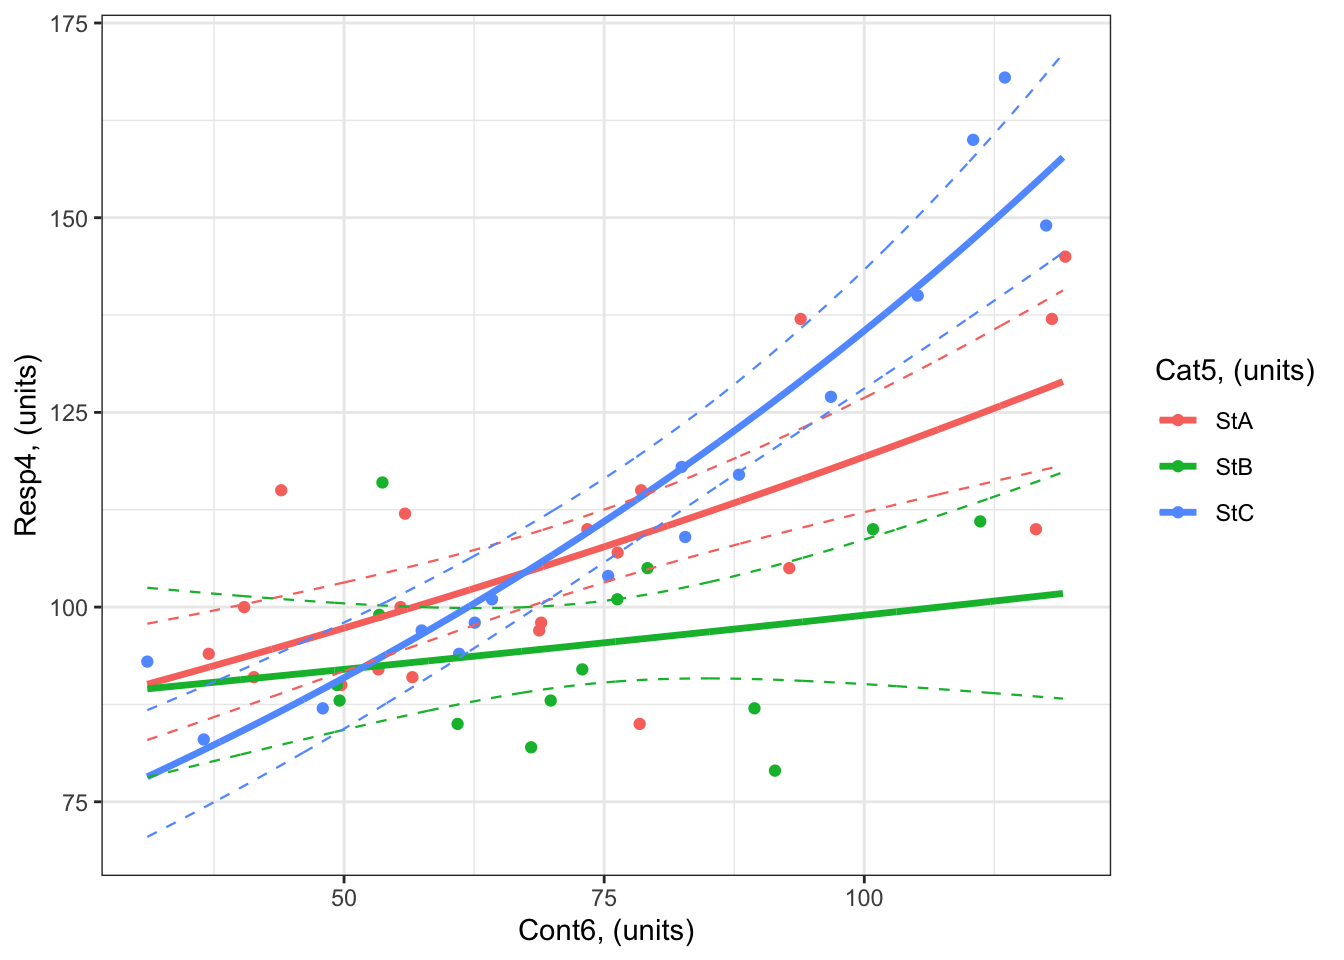 175
150
125
100
75
Resp4, (units)
50
75
100
Cont6, (units)
Cat5, (units)
StA
StB
StC